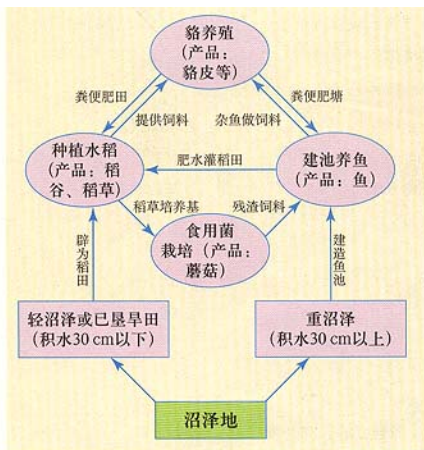 貉养殖
(产品：
貉皮等)
粪便肥田
粪便肥塘
提供饲料
杂鱼做饲料
种植水稻
(产品：稻
谷、稻草)
肥水灌稻田
建池养鱼
(产品：鱼)
稻草培养基
残渣饲料
食用菌
栽培 (产品：
蘑菇)
辟为稻田
建造鱼池
轻沼泽或已垦旱田
(积水30 cm以下)
重沼泽
(积水30 cm以上)
沼泽地